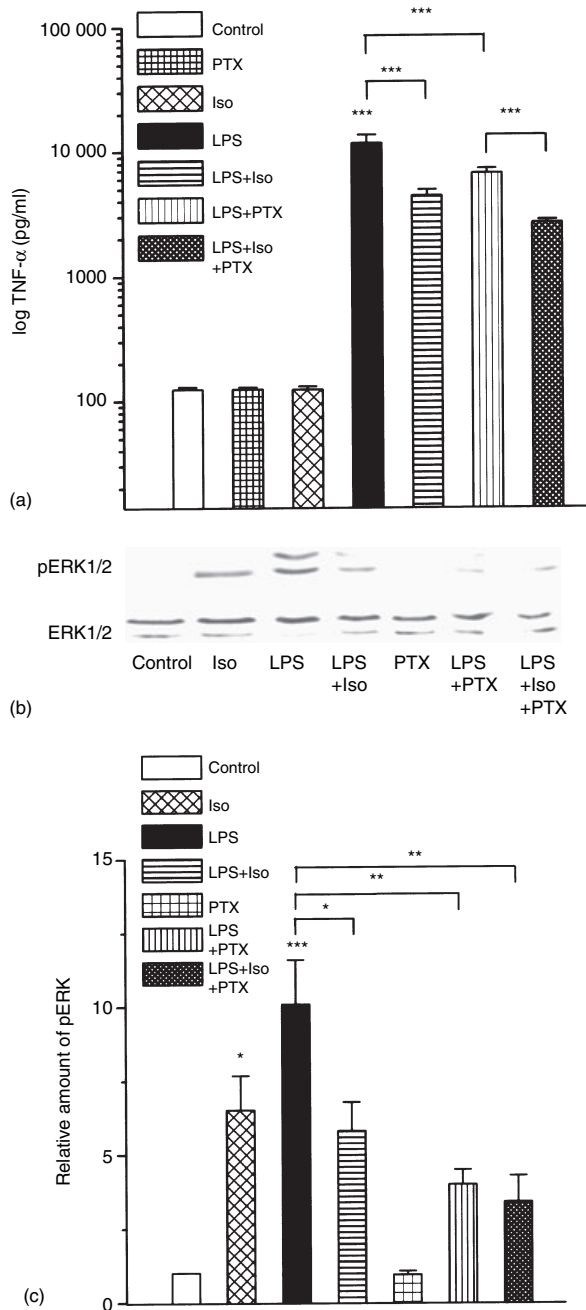 100 000
10 000
1000
100
log TNF-α (pg/ml)
Control
PTX
Iso
LPS
LPS+Iso
LPS+PTX
LPS+Iso
+PTX
***
***
***
***
(a)
pERK1/2
ERK1/2
Control Iso LPS LPS PTX LPS LPS
+Iso +PTX +Iso
+PTX
(b)
Control
Iso
LPS
LPS+Iso
PTX
LPS
+PTX
LPS+Iso
+PTX
15
10
5
0
Relative amount of pERK
**
**
*
***
*
(c)